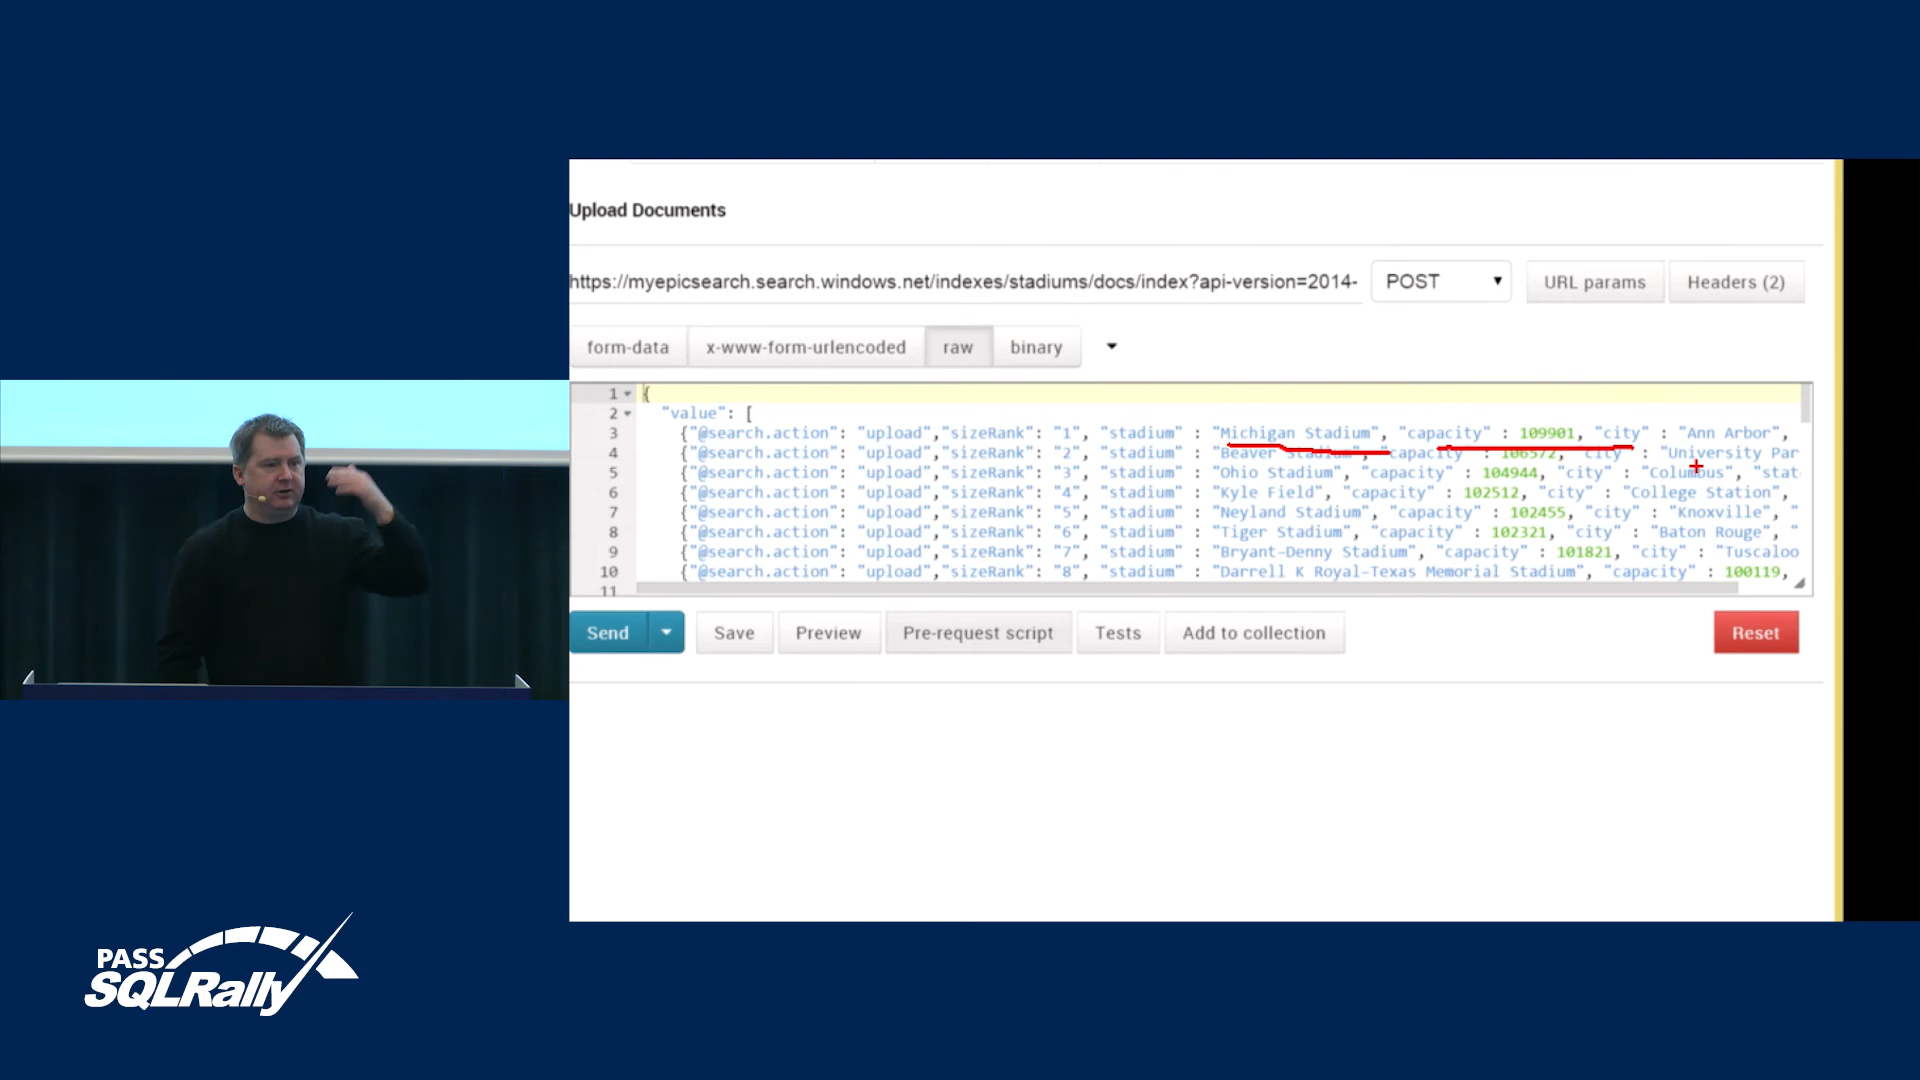 Upload Documents
https://myepicsearch.search.windows.net/indexes/stadiums/docs/index?api-version=2014- POST URL params Headers (2)
form-data x-www-form-urlencoded raw binary
1 {
2 "value": [
3 {"@search.action": "upload","sizeRank": "1", "stadium" : "Michigan Stadium", "capacity" : 109901, "city" : "Ann Arbor",
4 {"@search.action": "upload","sizeRank": "2", "stadium" : "Beaver Stadium", "capacity" : 106572, "city" : "University Par
5 {"@search.action": "upload","sizeRank": "3", "stadium" : "Ohio Stadium", "capacity" : 104944, "city" : "Columbus", "stat
6 {"@search.action": "upload","sizeRank": "4", "stadium" : "Kyle Field", "capacity" : 102512, "city" : "College Station",
7 {"@search.action": "upload","sizeRank": "5", "stadium" : "Neyland Stadium", "capacity" : 102455, "city" : "Knoxville", "
8 {"@search.action": "upload","sizeRank": "6", "stadium" : "Tiger Stadium", "capacity" : 102321, "city" : "Baton Rouge", "
9 {"@search.action": "upload","sizeRank": "7", "stadium" : "Bryant-Denny Stadium", "capacity" : 101821, "city" : "Tuscaloo
10 {"@search.action": "upload","sizeRank": "8", "stadium" : "Darrell K Royal-Texas Memorial Stadium", "capacity" : 100119,
11
Send Save Preview Pre-request script Tests Add to collection Reset
PASS
SQLRally